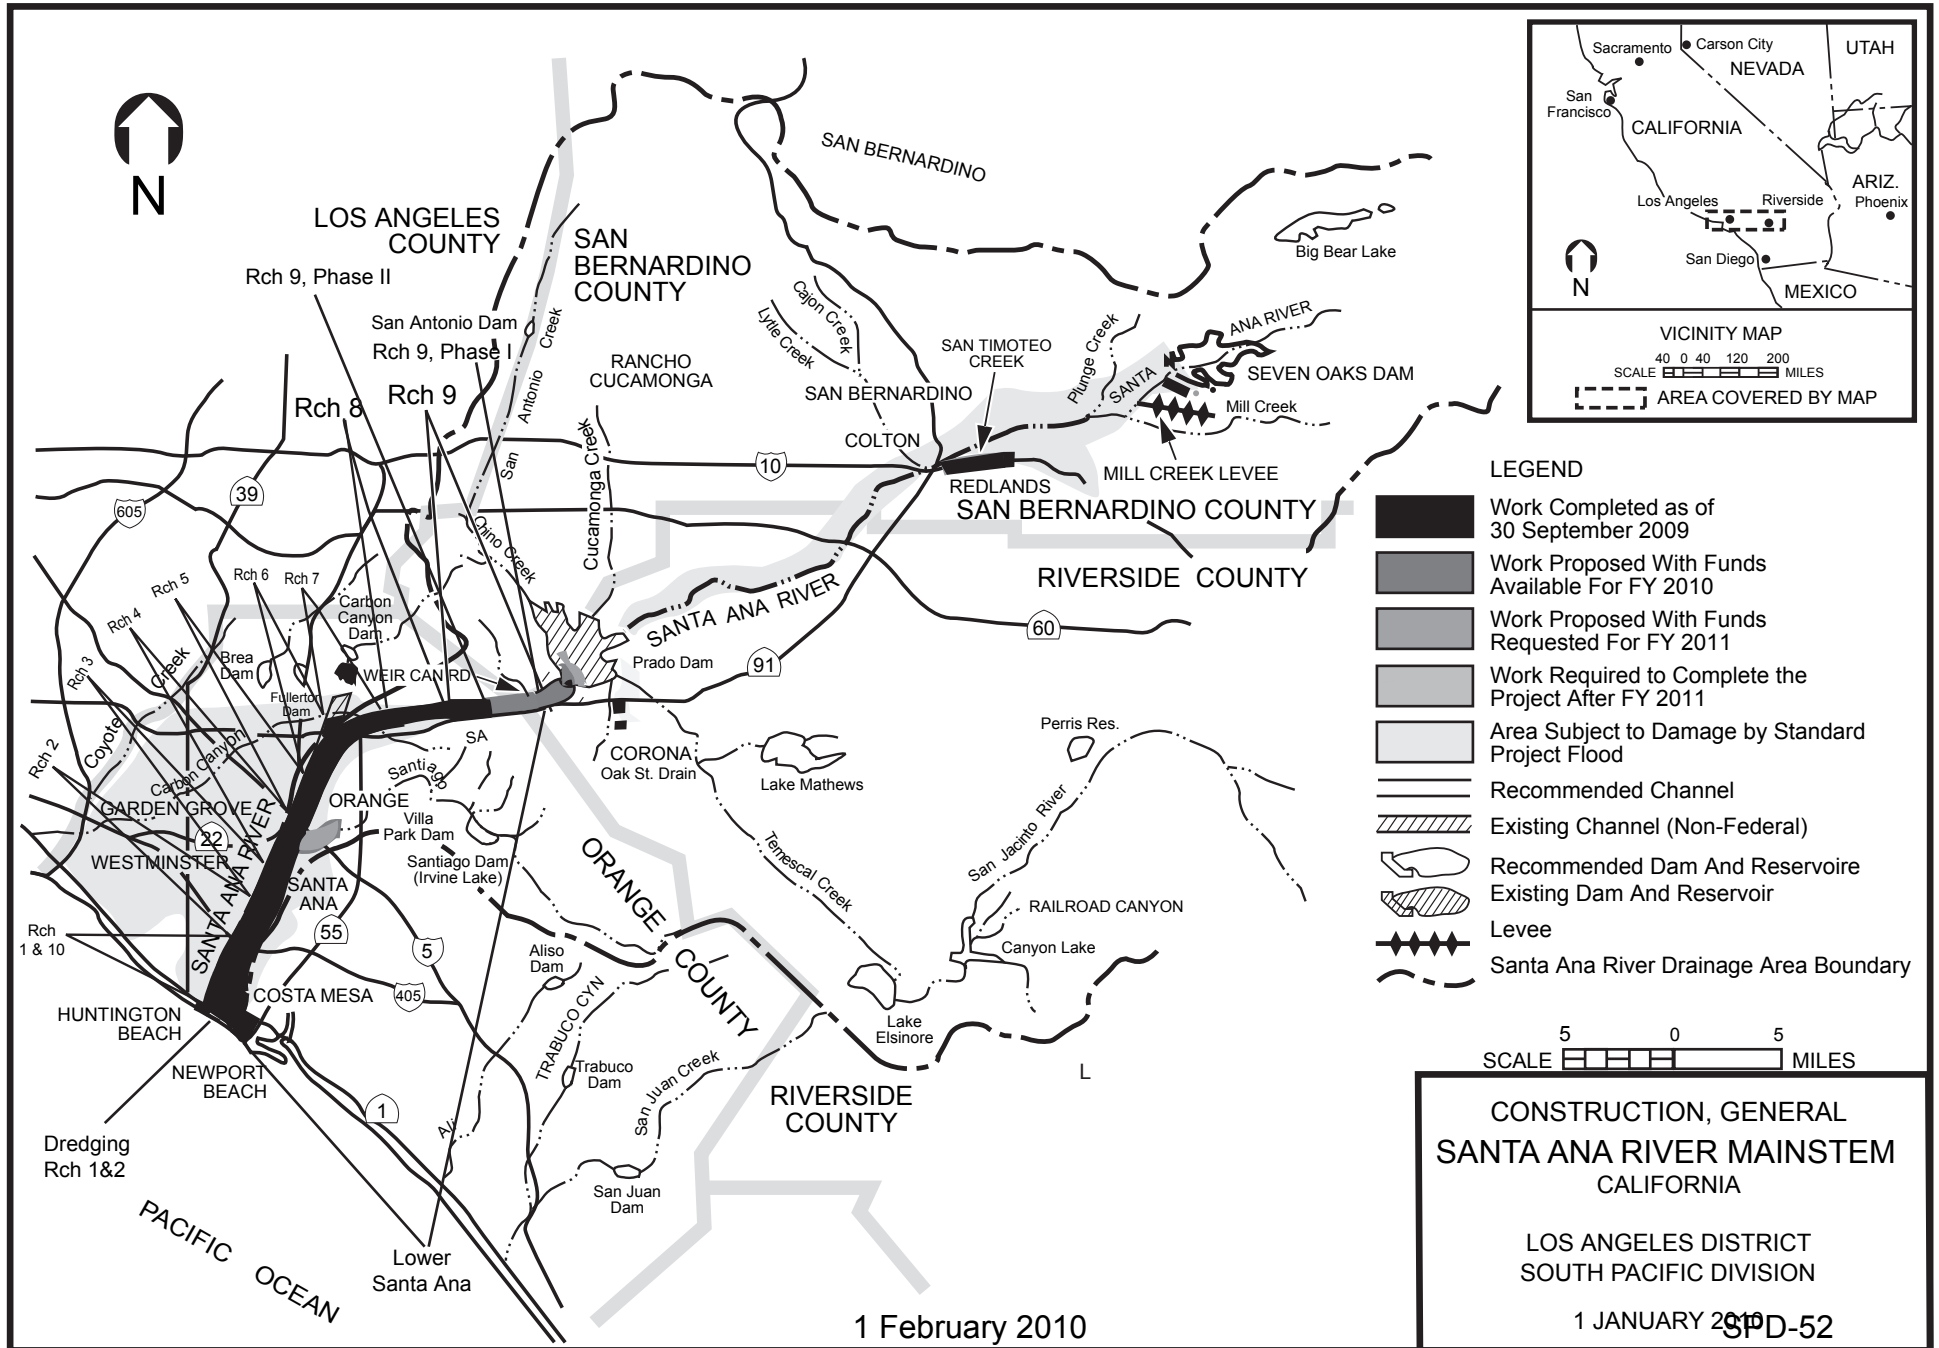 N
LOS ANGELES
COUNTY
SAN
BERNARDINO
COUNTY
SAN BERNARDINO
Big Bear Lake
Rch 9, Phase II
San Antonio Dam
Rch 9, Phase I
Rch 8
Rch 9
San Antonio Creek
RANCHO
CUCAMONGA
Cajon Creek
Lytle Creek
SAN BERNARDINO
SAN TIMOTEO
CREEK
Plunge Creek
SANTA
ANA RIVER
SEVEN OAKS DAM
Mill Creek
COLTON
MILL CREEK LEVEE
REDLANDS
SAN BERNARDINO COUNTY
RIVERSIDE COUNTY
10
39
605
Chino Creek
Cucamonga Creek
SANTA ANA RIVER
60
91
Rch 7
Rch 6
Rch 5
Rch 4
Rch 3
Rch 2
Rch
1 & 10
Carbon
Canyon
Dam
Brea
Dam
Fullerton
Dam
WEIR CAN RD
Prado Dam
Coyote
Creek
Carbon Canyon
GARDEN GROVE
22
WESTMINSTER
SANTA ANA RIVER
ORANGE
SA
Santiago
Villa
Park Dam
Santiago Dam
(Irvine Lake)
SANTA
ANA
55
5
405
CORONA
Oak St. Drain
Lake Mathews
Perris Res.
San Jacinto River
Temescal Creek
RAILROAD CANYON
Canyon Lake
Lake
Elsinore
ORANGE COUNTY
RIVERSIDE
COUNTY
Aliso
Dam
TRABUCO CYN
Trabuco
Dam
San Juan Creek
San Juan
Dam
Ali
COSTA MESA
HUNTINGTON
BEACH
NEWPORT
BEACH
1
Dredging
Rch 1&2
Lower
Santa Ana
PACIFIC OCEAN
L
1 February 2010
Sacramento
Carson City
UTAH
NEVADA
San
Francisco
CALIFORNIA
ARIZ.
Los Angeles
Riverside
Phoenix
San Diego
N
MEXICO
VICINITY MAP
40 0 40 120 200
SCALE MILES
AREA COVERED BY MAP
LEGEND
Work Completed as of
30 September 2009
Work Proposed With Funds
Available For FY 2010
Work Proposed With Funds
Requested For FY 2011
Work Required to Complete the
Project After FY 2011
Area Subject to Damage by Standard
Project Flood
Recommended Channel
Existing Channel (Non-Federal)
Recommended Dam And Reservoire
Existing Dam And Reservoir
Levee
Santa Ana River Drainage Area Boundary
5 0 5
SCALE MILES
CONSTRUCTION, GENERAL
SANTA ANA RIVER MAINSTEM
CALIFORNIA
LOS ANGELES DISTRICT
SOUTH PACIFIC DIVISION
1 JANUARY 2010
SPD-52